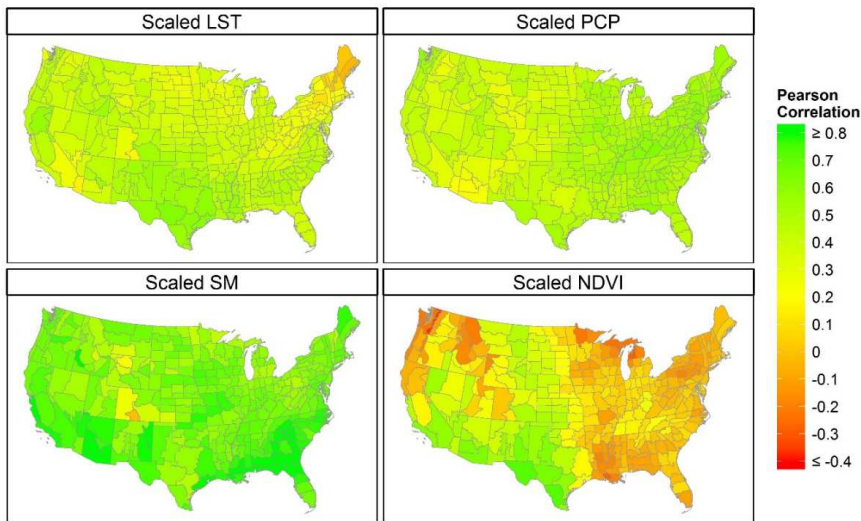 Scaled LST
Scaled PCP
Scaled SM
Scaled NDVI
Pearson
Correlation
≥ 0.8
0.7
0.6
0.5
0.4
0.3
0.2
0.1
0
-0.1
-0.2
-0.3
≤ -0.4